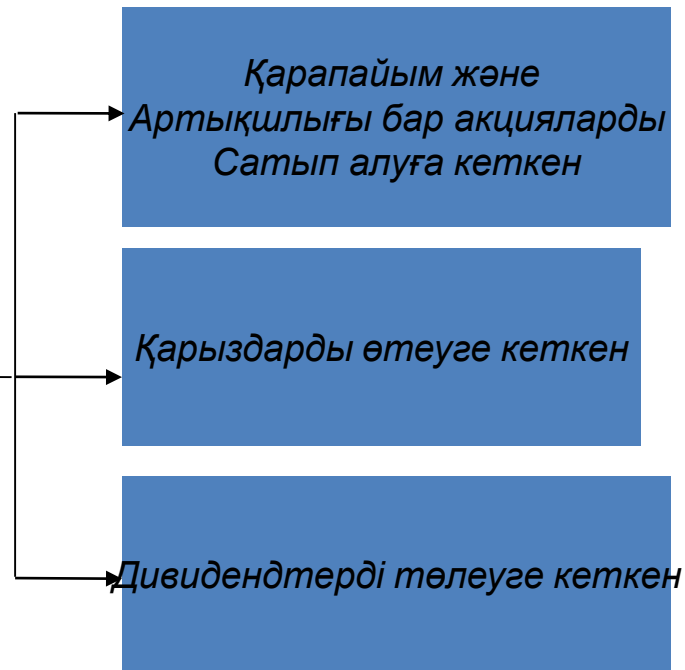 Қарапайым және
Артықшлығы бар акцияларды
Сатып алуға кеткен
Қарыздарды өтеуге кеткен
Дивидендтерді төлеуге кеткен